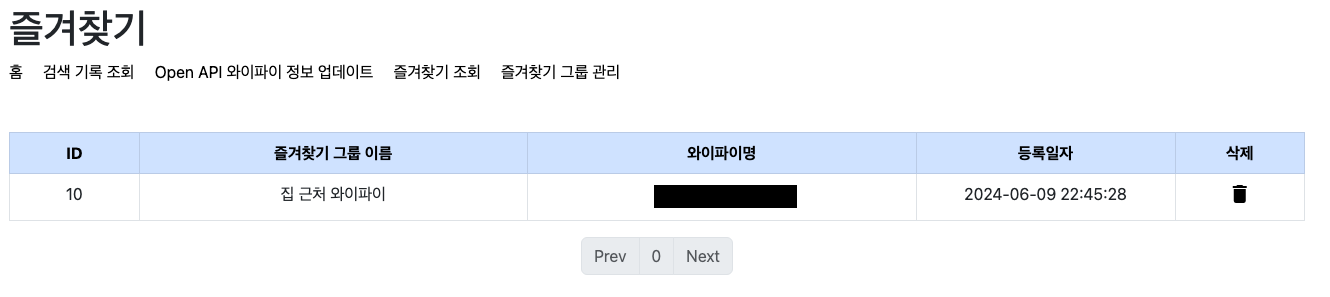 즐겨찾기
홈 검색 기록 조회 Open API 와이파이 정보 업데이트 즐겨찾기 조회 즐겨찾기 그룹 관리
ID 즐겨찾기 그룹 이름 와이파이명 등록일자 삭제
10 집 근처 와이파이 2024-06-09 22:45:28
Prev 0 Next